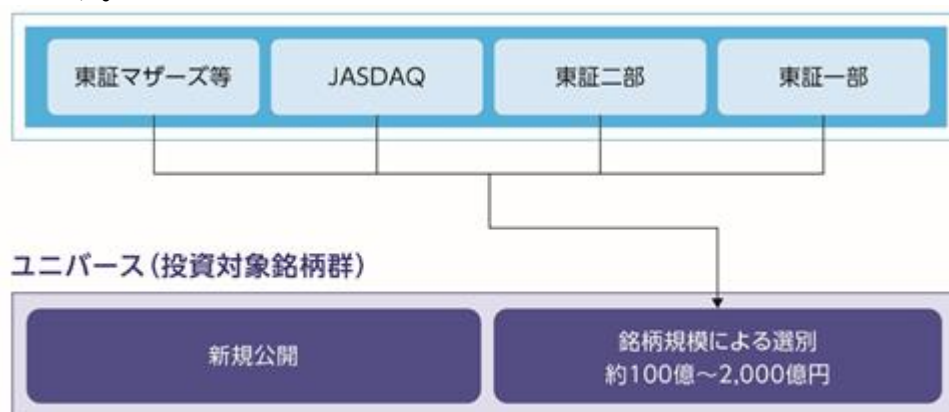 東証マザーズ等
JASDAQ
東証二部
東証一部
ユニバース(投資対象銘柄群)
新規公開
銘柄規模による選別
約100億～2,000億円